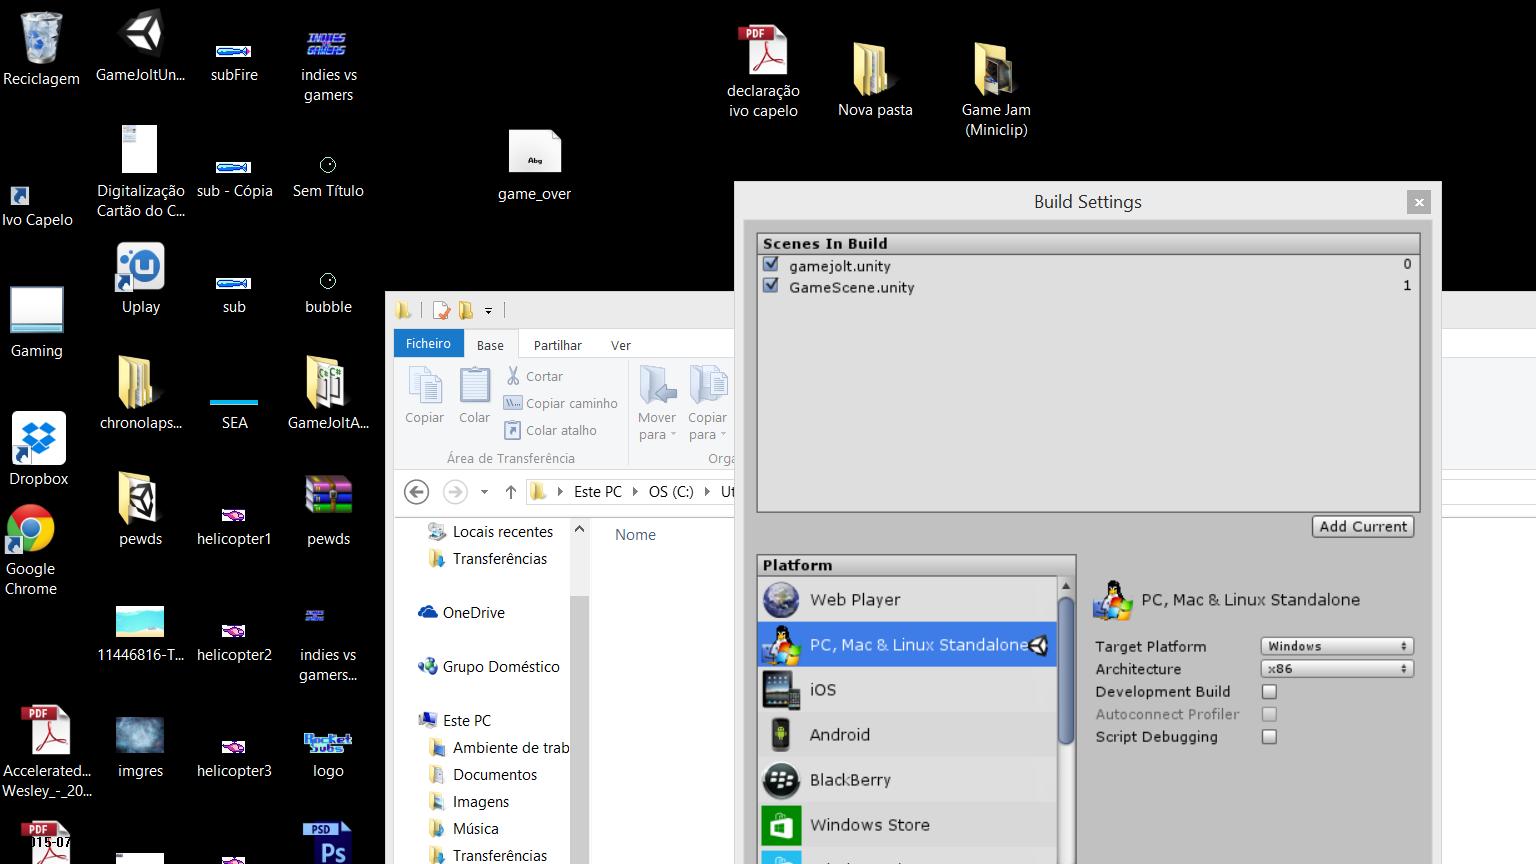 Reciclagem
GameJoltUn...
subFire
indies vs
gamers
INDIES
VS
GAMERS
PDF
declaração
ivo capelo
Nova pasta
Game Jam
(Miniclip)
Ivo Capelo
Digitalização
Cartão do C...
sub - Cópia
Sem Título
Abg
game_over
Gaming
Uplay
sub
bubble
Dropbox
chronolaps...
SEA
GameJoltA...
Google
Chrome
pewds
helicopter1
pewds
11446816-T...
helicopter2
indies vs
gamers...
PDF
Accelerated...
Wesley_-_20...
imgres
helicopter3
Rocket
Subs
logo
PDF
015-07
PSD
Ps
Ficheiro
Base
Partilhar
Ver
Copiar
Colar
Cortar
Copiar caminho
Colar atalho
Mover
para
Copiar
para
Área de Transferência
Orga
Este PC
OS (C:)
Ut
Locais recentes
Transferências
OneDrive
Grupo Doméstico
Este PC
Ambiente de trab
Documentos
Imagens
Música
Transferências
Nome
Build Settings
Scenes In Build
gamejolt.unity 0
GameScene.unity 1
Add Current
Platform
Web Player
PC, Mac & Linux Standalone
iOS
Android
BlackBerry
Windows Store
PC, Mac & Linux Standalone
Target Platform Windows
Architecture x86
Development Build
Autoconnect Profiler
Script Debugging